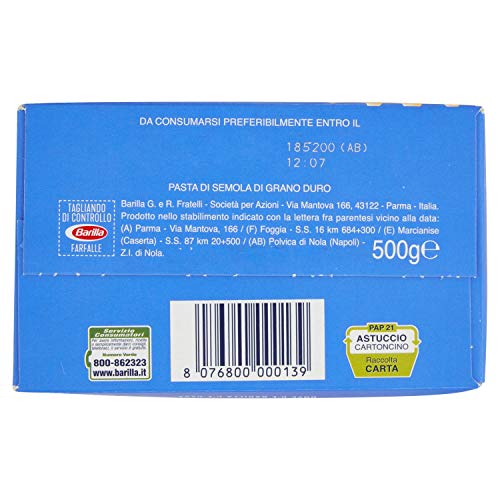 DA CONSUMARSI PREFERIBILMENTE ENTRO IL
185200 (AB)
12:07
PASTA DI SEMOLA DI GRANO DURO
TAGLIANDO
DI CONTROLLO
Barilla
FARFALLE
Barilla G. e R. Fratelli - Società per Azioni - Via Mantova 166, 43122 - Parma - Italia.
Prodotto nello stabilimento indicato con la lettera fra parentesi vicino alla data:
(A) Parma - Via Mantova, 166 / (F) Foggia - S.S. 16 km 684+300 / (E) Marcianise
(Caserta) - S.S. 87 km 20+500 / (AB) Polvica di Nola (Napoli) -
Z.I. di Nola.
500g℮
Servizio
Consumatori
Numero Verde
800-862323
www.barilla.it
8 076800 000139
PAP 21
ASTUCCIO
CARTONCINO
Raccolta
CARTA